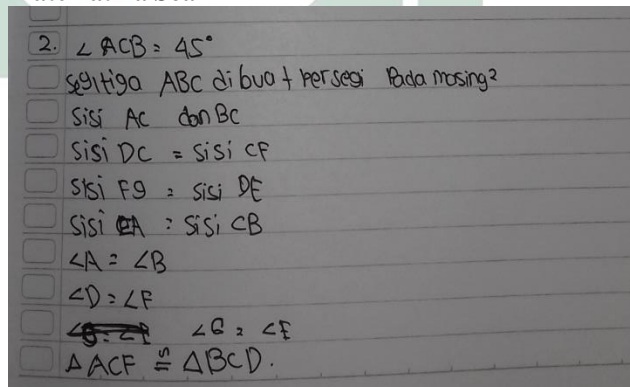 2. ∠ ACB = 45°
Segitiga ABC dibuat persegi Pada masing2
Sisi AC dan BC
Sisi DC = Sisi CF
Sisi FG = Sisi DE
Sisi CA = Sisi CB
∠A = ∠B
∠D = ∠F
∠G = ∠E
Δ ACF ≅ ΔBCD.